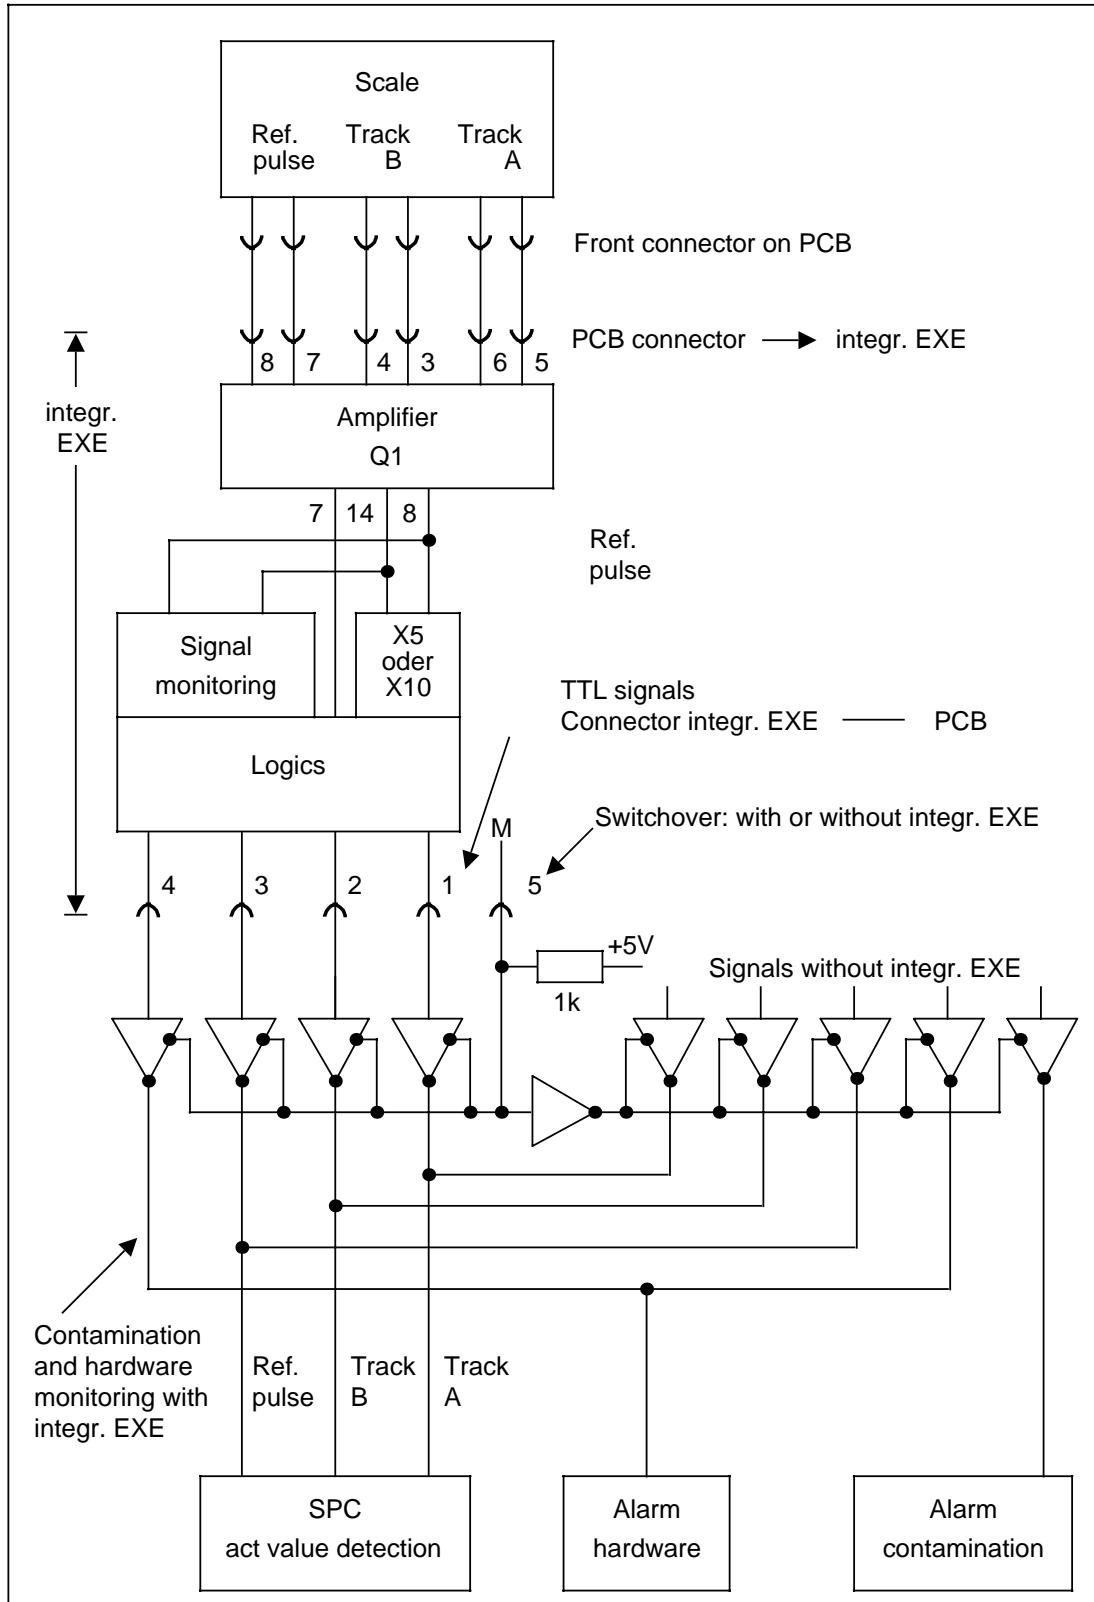 Scale
Ref. Track Track
pulse B A
Front connector on PCB
PCB connector integr. EXE
8 7 4 3 6 5
integr.
EXE
Amplifier
Q1
7 14 8
Ref.
pulse
Signal
monitoring
X5
oder
X10
TTL signals
Connector integr. EXE PCB
Logics
Switchover: with or without integr. EXE
M
4 3 2 1 5
+5V
1k
Signals without integr. EXE
Contamination
and hardware
monitoring with
integr. EXE
Ref. Track Track
pulse B A
SPC
act value detection
Alarm
hardware
Alarm
contamination